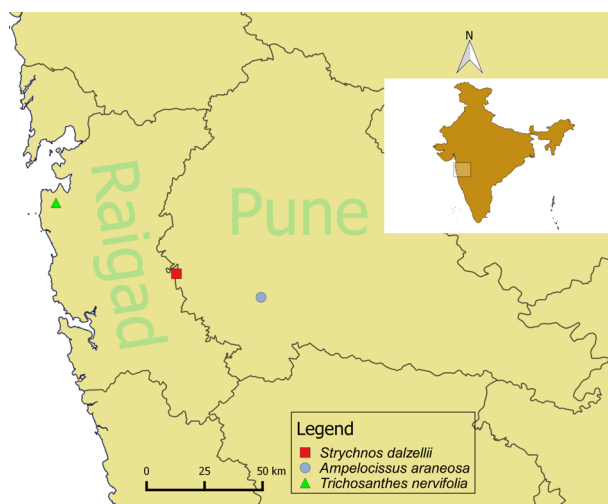 N
Raigad
Pune
Legend
Strychnos dalzellii
Ampelocissus araneosa
Trichosanthes nervifolia
0 25 50 km